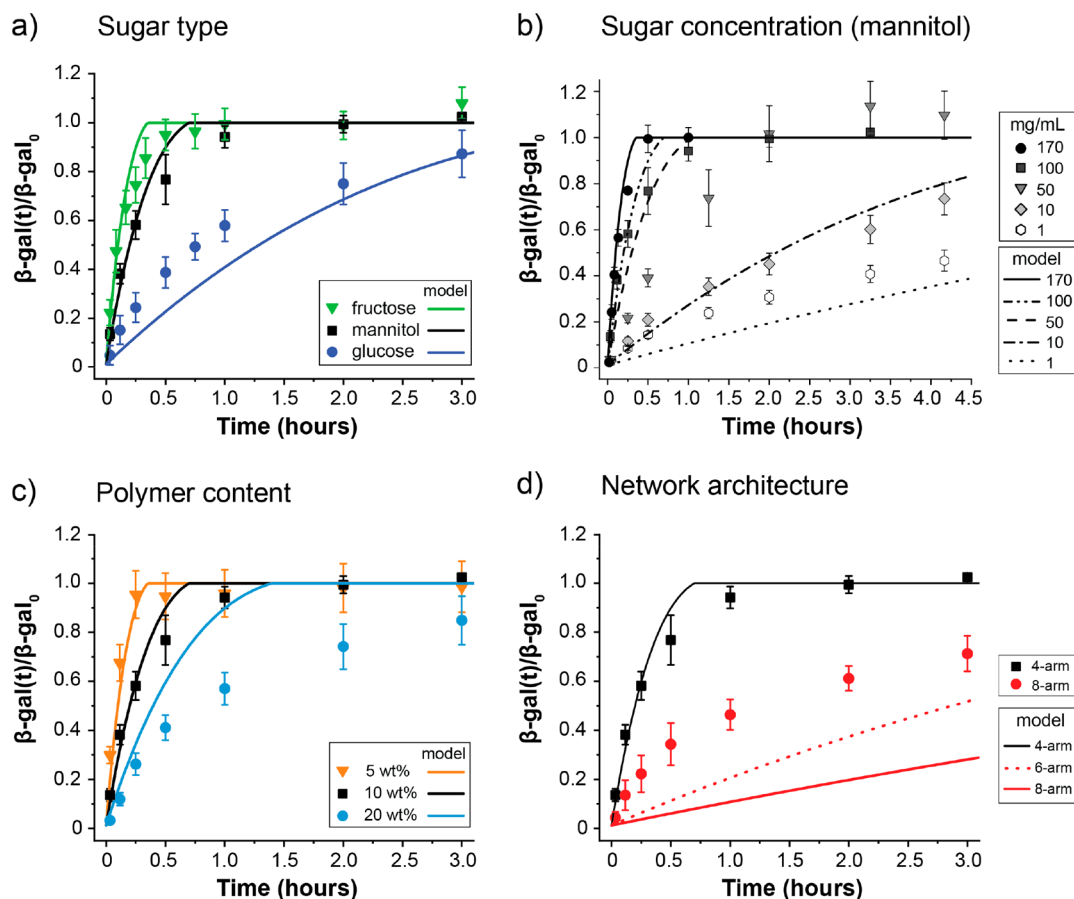 a) Sugar type
β-gal(t)/β-gal₀
1.2
1.0
0.8
0.6
0.4
0.2
0
0 0.5 1.0 1.5 2.0 2.5 3.0
Time (hours)
model
fructose
mannitol
glucose
b) Sugar concentration (mannitol)
β-gal(t)/β-gal₀
1.2
1.0
0.8
0.6
0.4
0.2
0
0 0.5 1.0 1.5 2.0 2.5 3.0 3.5 4.0 4.5
Time (hours)
mg/mL
170
100
50
10
1
model
170
100
50
10
1
c) Polymer content
β-gal(t)/β-gal₀
1.2
1.0
0.8
0.6
0.4
0.2
0
0 0.5 1.0 1.5 2.0 2.5 3.0
Time (hours)
model
5 wt%
10 wt%
20 wt%
d) Network architecture
β-gal(t)/β-gal₀
1.2
1.0
0.8
0.6
0.4
0.2
0
0 0.5 1.0 1.5 2.0 2.5 3.0
Time (hours)
4-arm
8-arm
model
4-arm
6-arm
8-arm